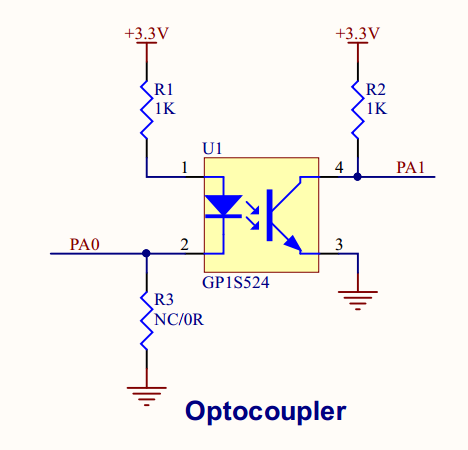 +3.3V
+3.3V
R1
1K
R2
1K
U1
1
4
PA1
PA0
2
3
GP1S524
R3
NC/0R
Optocoupler